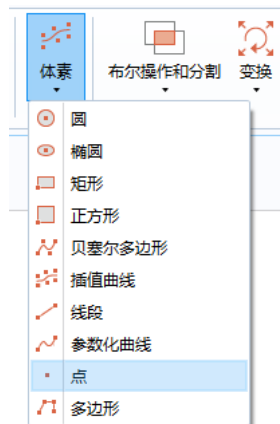 体素 布尔操作和分割 变换
圆
椭圆
矩形
正方形
贝塞尔多边形
插值曲线
线段
参数化曲线
点
多边形